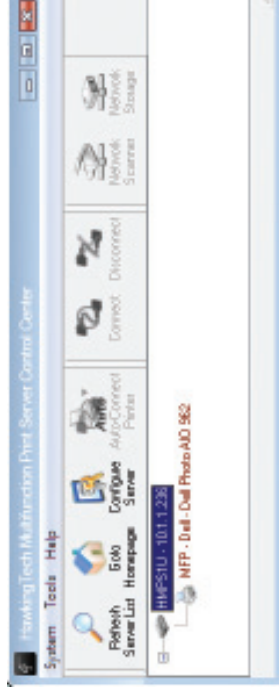 HawkingTech Multifunction Print Server Control Center
System Tools Help
Refresh Server List
Goto Homepage
Configure Server
Auto-Connect Printer
Connect
Disconnect
Network Scanner
Network Storage
HMPS1U - 10.1.1.236
MFP - Dell - Dell Photo AIO 962